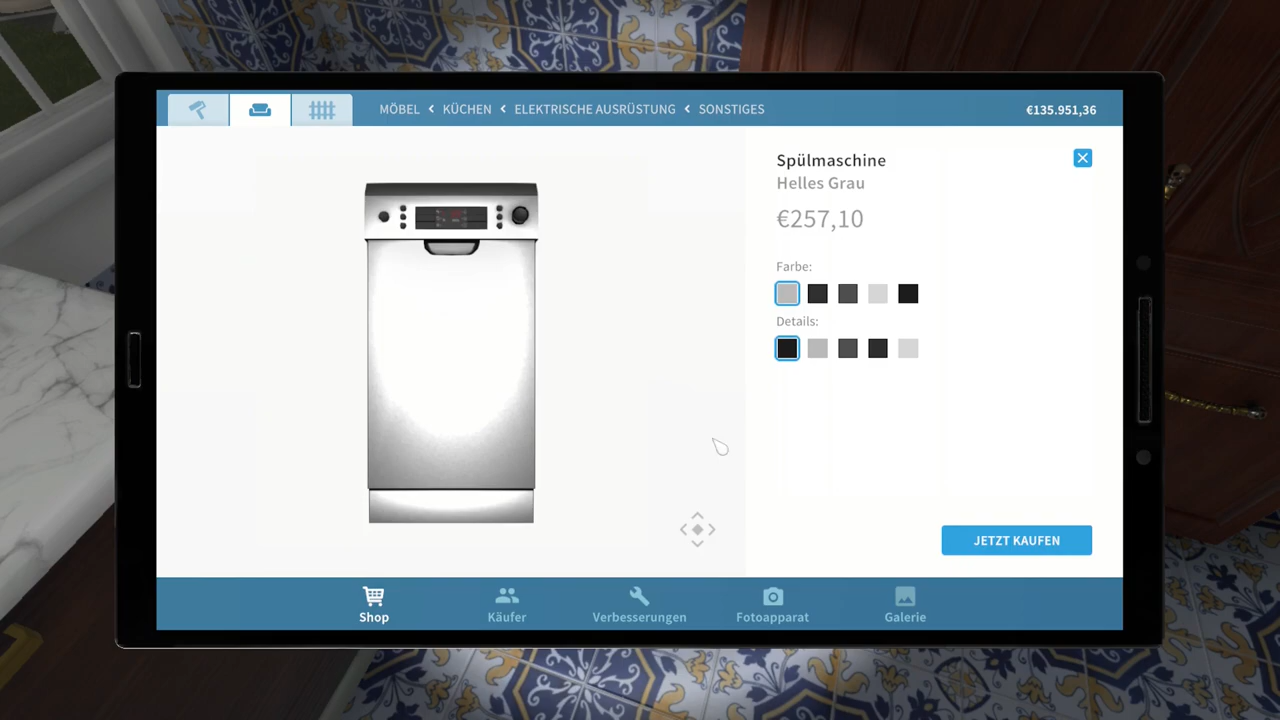 MÖBEL < KÜCHEN < ELEKTRISCHE AUSRÜSTUNG < SONSTIGES
€135.951,36
Spülmaschine
Helles Grau
€257,10
Farbe:
Details:
JETZT KAUFEN
Shop
Käufer
Verbesserungen
Fotoapparat
Galerie